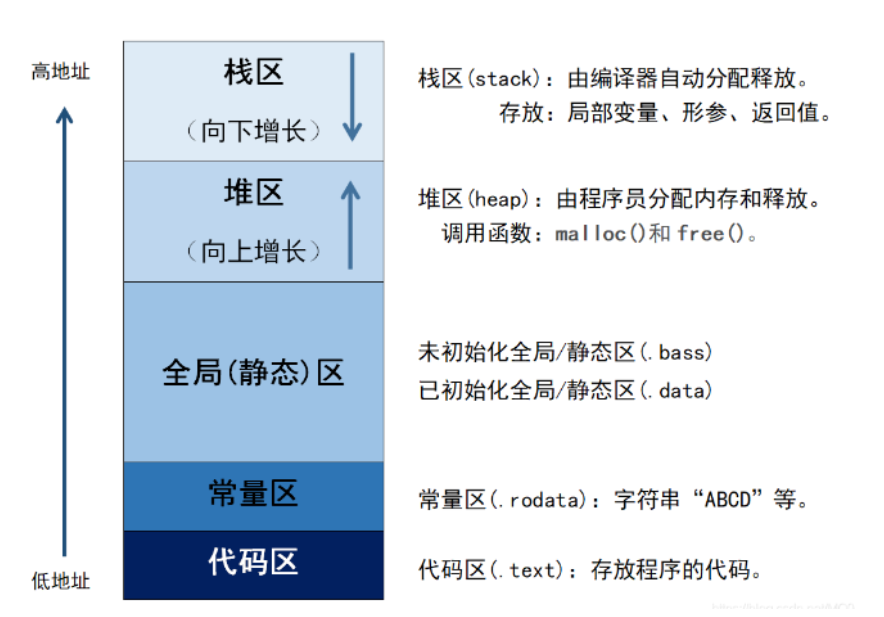 高地址
栈区
（向下增长）
栈区(stack)：由编译器自动分配释放。
存放：局部变量、形参、返回值。
堆区
（向上增长）
堆区(heap)：由程序员分配内存和释放。
调用函数：malloc()和 free()。
全局(静态)区
未初始化全局/静态区(.bass)
已初始化全局/静态区(.data)
常量区
常量区(.rodata)：字符串“ABCD”等。
代码区
代码区(.text)：存放程序的代码。
低地址